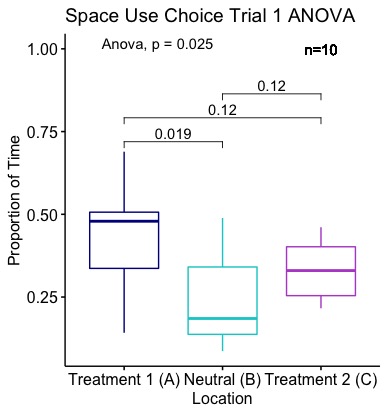 Space Use Choice Trial 1 ANOVA
1.00
Anova, p = 0.025
n=10
0.12
0.12
0.75
0.019
0.50
0.25
Proportion of Time
Treatment 1 (A) Neutral (B) Treatment 2 (C)
Location